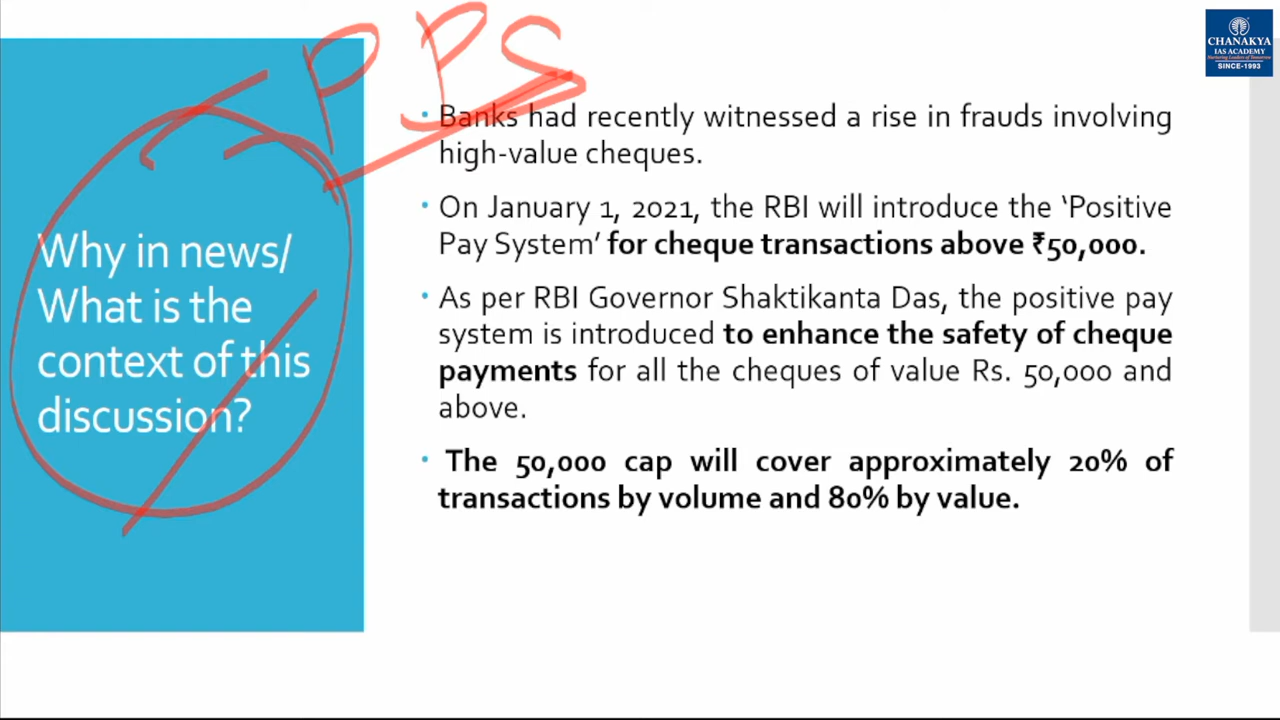 PPS
CHANAKYA
IAS ACADEMY
Nurturing Leaders of Tomorrow
SINCE-1993
Why in news/
What is the
context of this
discussion?
• Banks had recently witnessed a rise in frauds involving
high-value cheques.
• On January 1, 2021, the RBI will introduce the ‘Positive
Pay System’ for cheque transactions above ₹50,000.
• As per RBI Governor Shaktikanta Das, the positive pay
system is introduced to enhance the safety of cheque
payments for all the cheques of value Rs. 50,000 and
above.
• The 50,000 cap will cover approximately 20% of
transactions by volume and 80% by value.